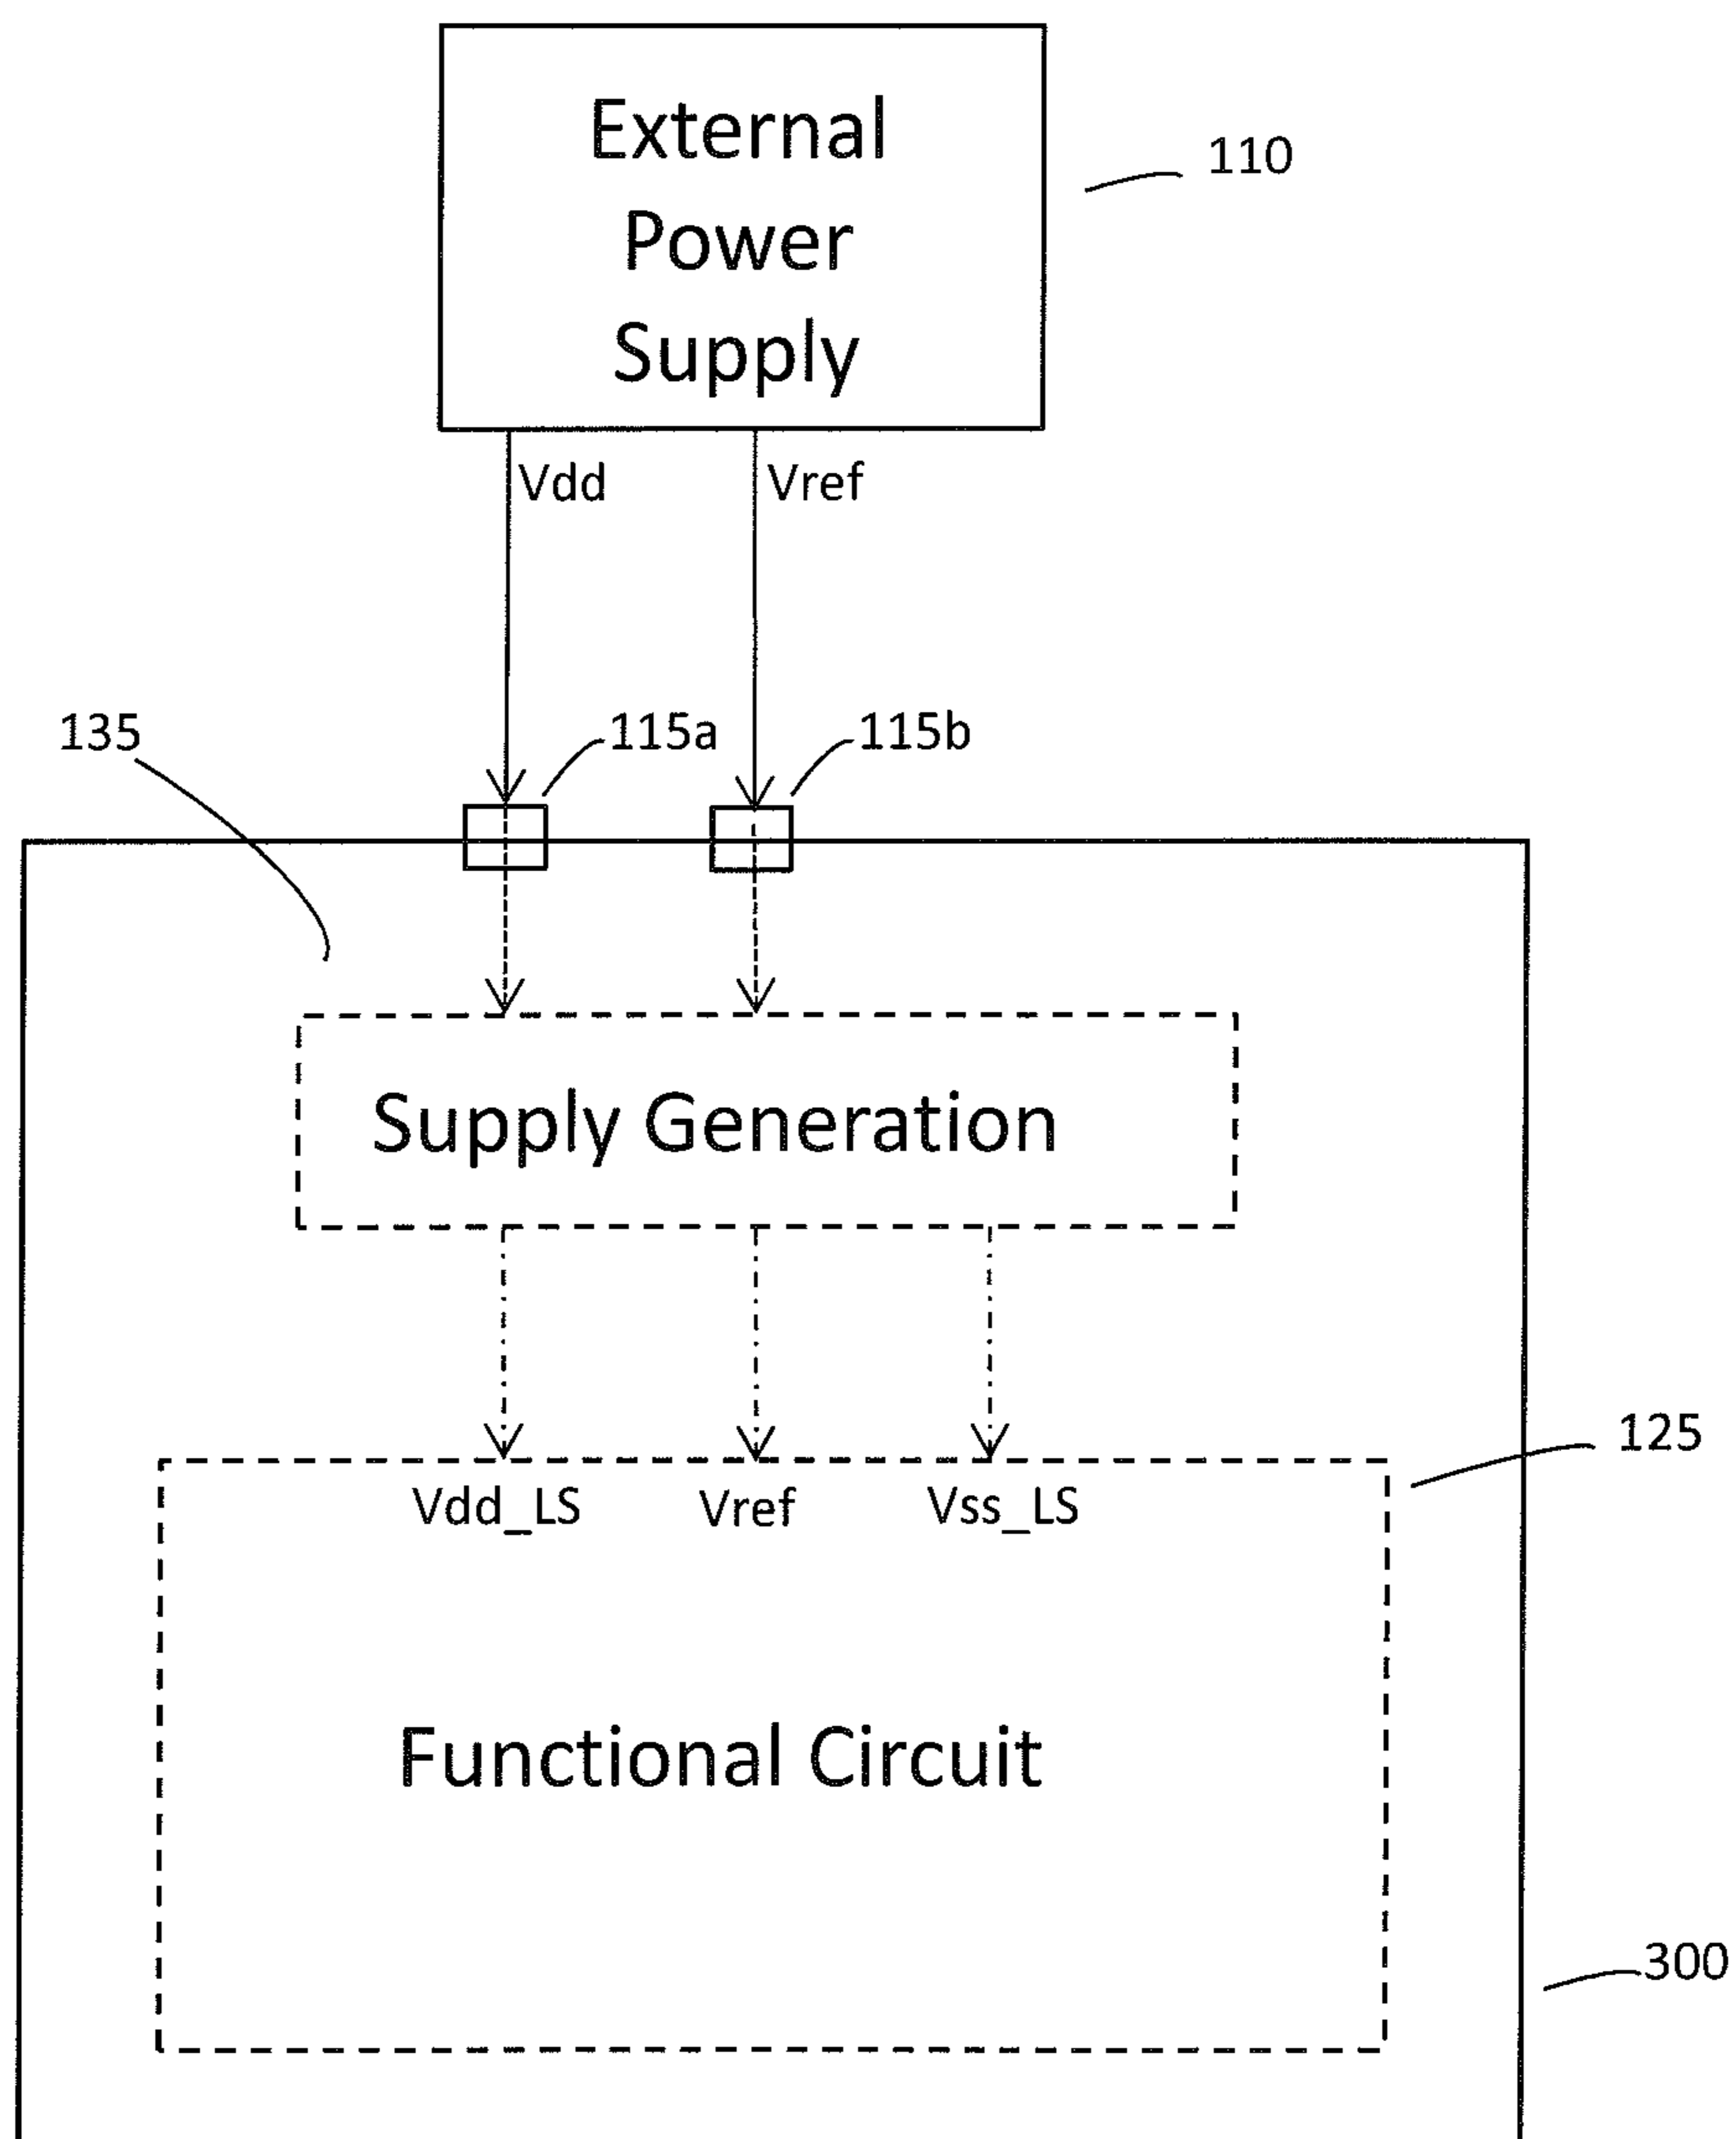 External
Power
Supply
110
Vdd
Vref
135
115a
115b
Supply Generation
125
Vdd_LS
Vref
Vss_LS
Functional Circuit
300